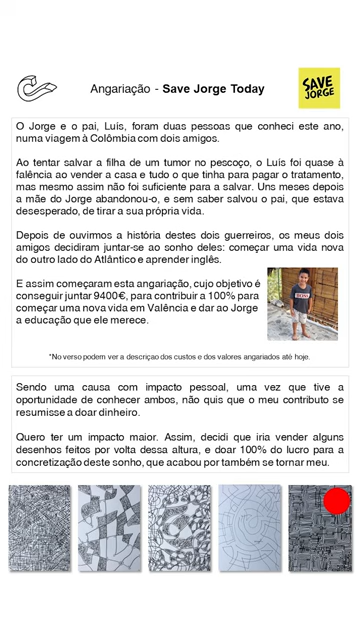 Angariação - Save Jorge Today
SAVE
JORGE
O Jorge e o pai, Luís, foram duas pessoas que conheci este ano,
numa viagem à Colômbia com dois amigos.
Ao tentar salvar a filha de um tumor no pescoço, o Luís foi quase à
falência ao vender a casa e tudo o que tinha para pagar o tratamento,
mas mesmo assim não foi suficiente para a salvar. Uns meses depois
a mãe do Jorge abandonou-o, e sem saber salvou o pai, que estava
desesperado, de tirar a sua própria vida.
Depois de ouvirmos a história destes dois guerreiros, os meus dois
amigos decidiram juntar-se ao sonho deles: começar uma vida nova
do outro lado do Atlântico e aprender inglês.
E assim começaram esta angariação, cujo objetivo é
conseguir juntar 9400€, para contribuir a 100% para
começar uma nova vida em Valência e dar ao Jorge
a educação que ele merece.
*No verso podem ver a descriçao dos custos e dos valores angariados até hoje.
Sendo uma causa com impacto pessoal, uma vez que tive a
oportunidade de conhecer ambos, não quis que o meu contributo se
resumisse a doar dinheiro.
Quero ter um impacto maior. Assim, decidi que iria vender alguns
desenhos feitos por volta dessa altura, e doar 100% do lucro para a
concretização deste sonho, que acabou por também se tornar meu.